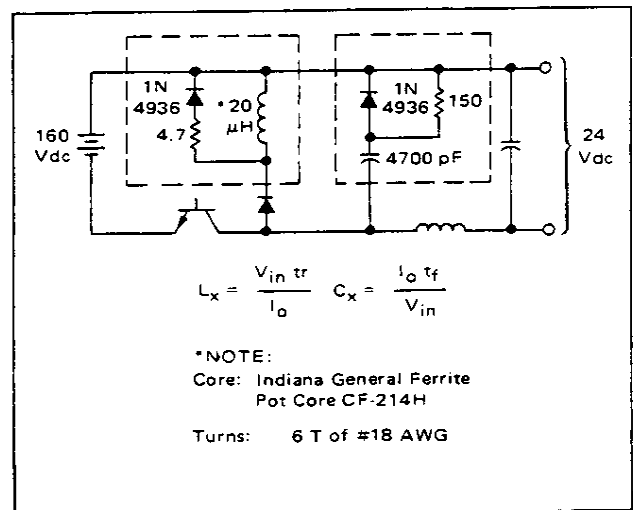 1N
4936
4.7
*20
μH
1N
4936
150
4700 pF
160
Vdc
24
Vdc
Lx = Vin tr / Io Cx = Io tf / Vin
*NOTE:
Core: Indiana General Ferrite
Pot Core CF-214H
Turns: 6 T of #18 AWG